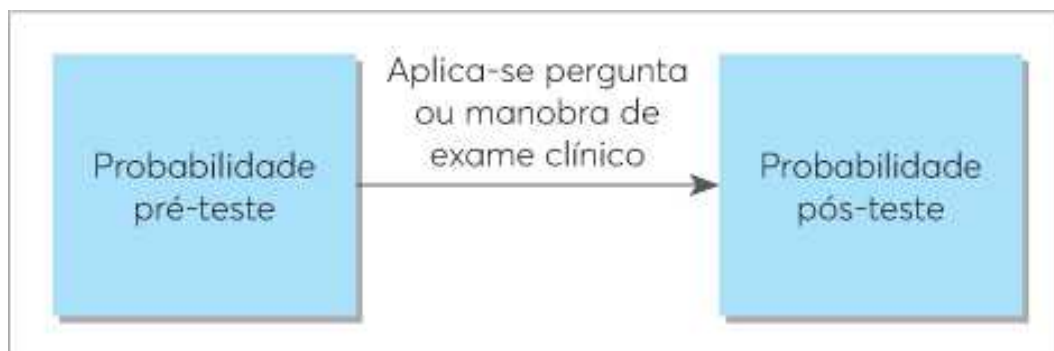 Probabilidade
pré-teste
Aplica-se pergunta
ou manobra de
exame clínico
Probabilidade
pós-teste